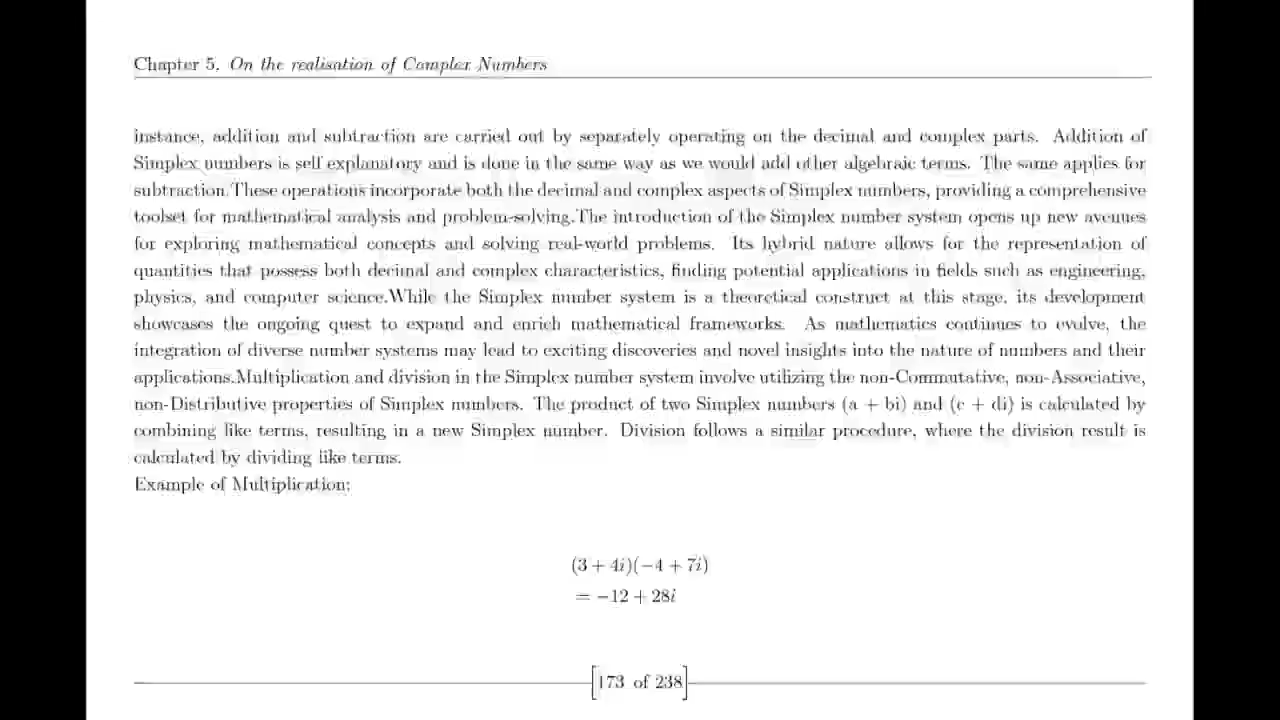 Chapter 5. On the realisation of Complex Numbers
instance, addition and subtraction are carried out by separately operating on the decimal and complex parts. Addition of
Simplex numbers is self explanatory and is done in the same way as we would add other algebraic terms. The same applies for
subtraction.These operations incorporate both the decimal and complex aspects of Simplex numbers, providing a comprehensive
toolset for mathematical analysis and problem-solving.The introduction of the Simplex number system opens up new avenues
for exploring mathematical concepts and solving real-world problems. Its hybrid nature allows for the representation of
quantities that possess both decimal and complex characteristics, finding potential applications in fields such as engineering,
physics, and computer science.While the Simplex number system is a theoretical construct at this stage, its development
showcases the ongoing quest to expand and enrich mathematical frameworks. As mathematics continues to evolve, the
integration of diverse number systems may lead to exciting discoveries and novel insights into the nature of numbers and their
applications.Multiplication and division in the Simplex number system involve utilizing the non-Commutative, non-Associative,
non-Distributive properties of Simplex numbers. The product of two Simplex numbers (a + bi) and (c + di) is calculated by
combining like terms, resulting in a new Simplex number. Division follows a similar procedure, where the division result is
calculated by dividing like terms.
Example of Multiplication:
(3 + 4i)(−4 + 7i)
= −12 + 28i
173 of 238